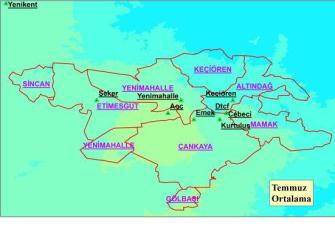 Yenikent
KEÇİÖREN
SİNCAN
YENİMAHALLE
ALTINDAĞ
Şeker
Yenimahalle
Keçiören
ETİMESGUT
Dtcf
Agç
Emek
Cebeci
Kurtuluş
MAMAK
YENİMAHALLE
ÇANKAYA
GÖLBAŞI
Temmuz
Ortalama